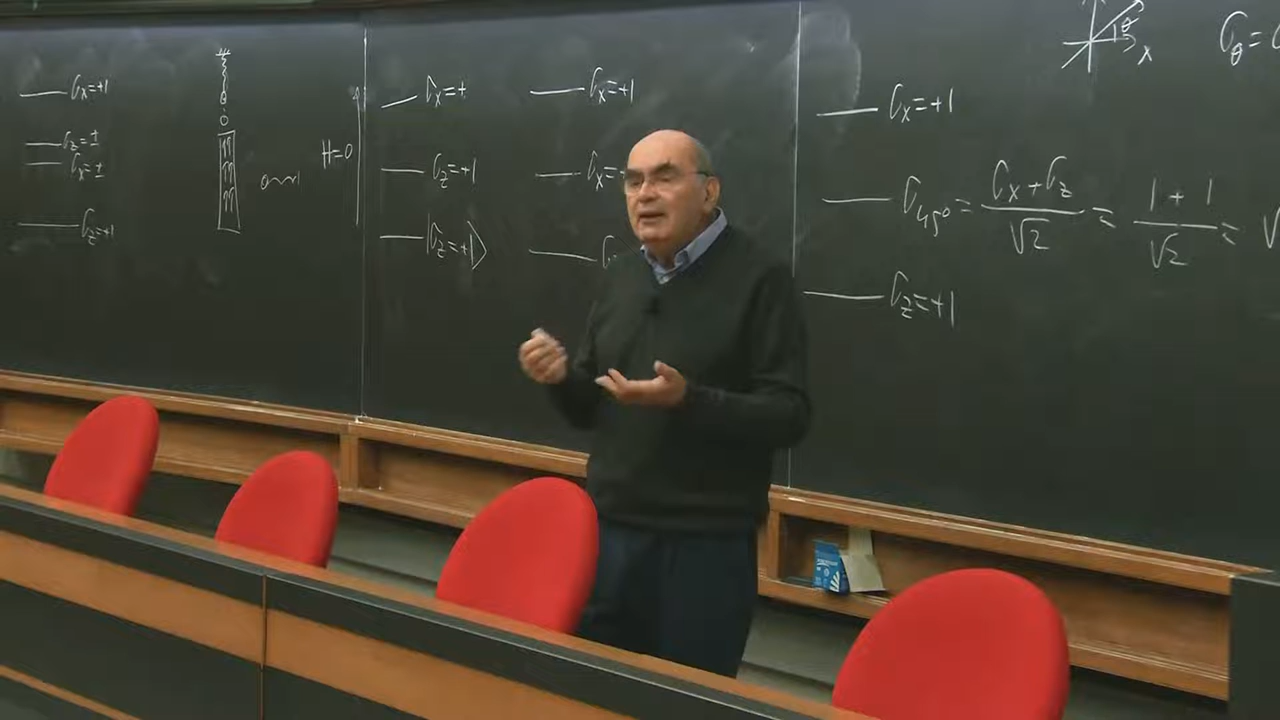 σx=+1
σz=±
σx=±
σz=+1
H=0
σx=+
σz=+1
|σz=+1⟩
σx=+1
σx=
σ
θ
x
σθ=
σx=+1
σ45° = (σx+σz)/√2 = (1+1)/√2 = √
σz=+1